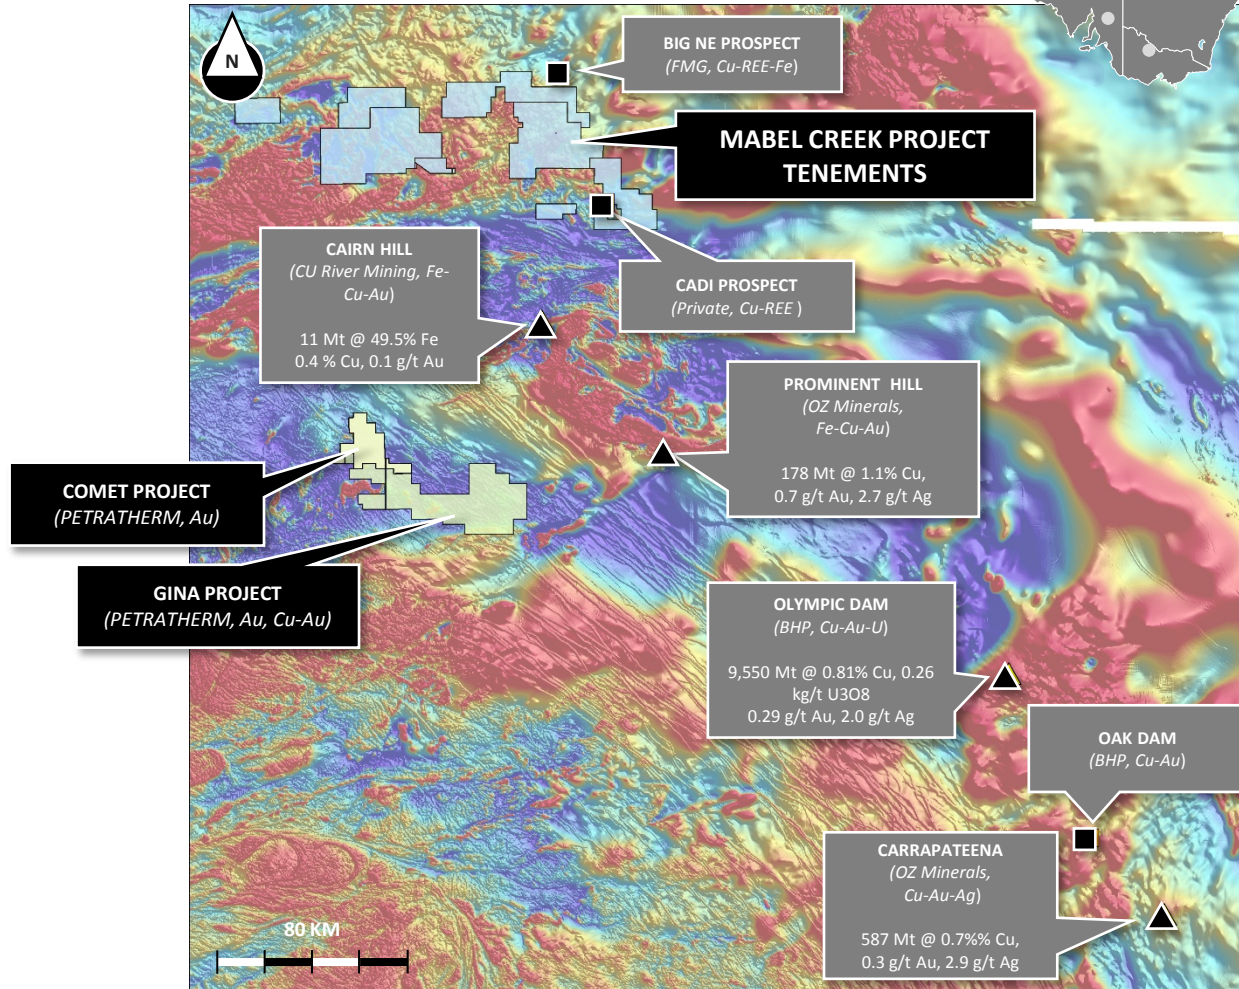 N
BIG NE PROSPECT
(FMG, Cu-REE-Fe)
MABEL CREEK PROJECT
TENEMENTS
CAIRN HILL
(CU River Mining, Fe-
Cu-Au)
11 Mt @ 49.5% Fe
0.4 % Cu, 0.1 g/t Au
CADI PROSPECT
(Private, Cu-REE )
PROMINENT HILL
(OZ Minerals,
Fe-Cu-Au)
178 Mt @ 1.1% Cu,
0.7 g/t Au, 2.7 g/t Ag
COMET PROJECT
(PETRATHERM, Au)
GINA PROJECT
(PETRATHERM, Au, Cu-Au)
OLYMPIC DAM
(BHP, Cu-Au-U)
9,550 Mt @ 0.81% Cu, 0.26
kg/t U3O8
0.29 g/t Au, 2.0 g/t Ag
OAK DAM
(BHP, Cu-Au)
CARRAPATEENA
(OZ Minerals,
Cu-Au-Ag)
587 Mt @ 0.7%% Cu,
0.3 g/t Au, 2.9 g/t Ag
80 KM